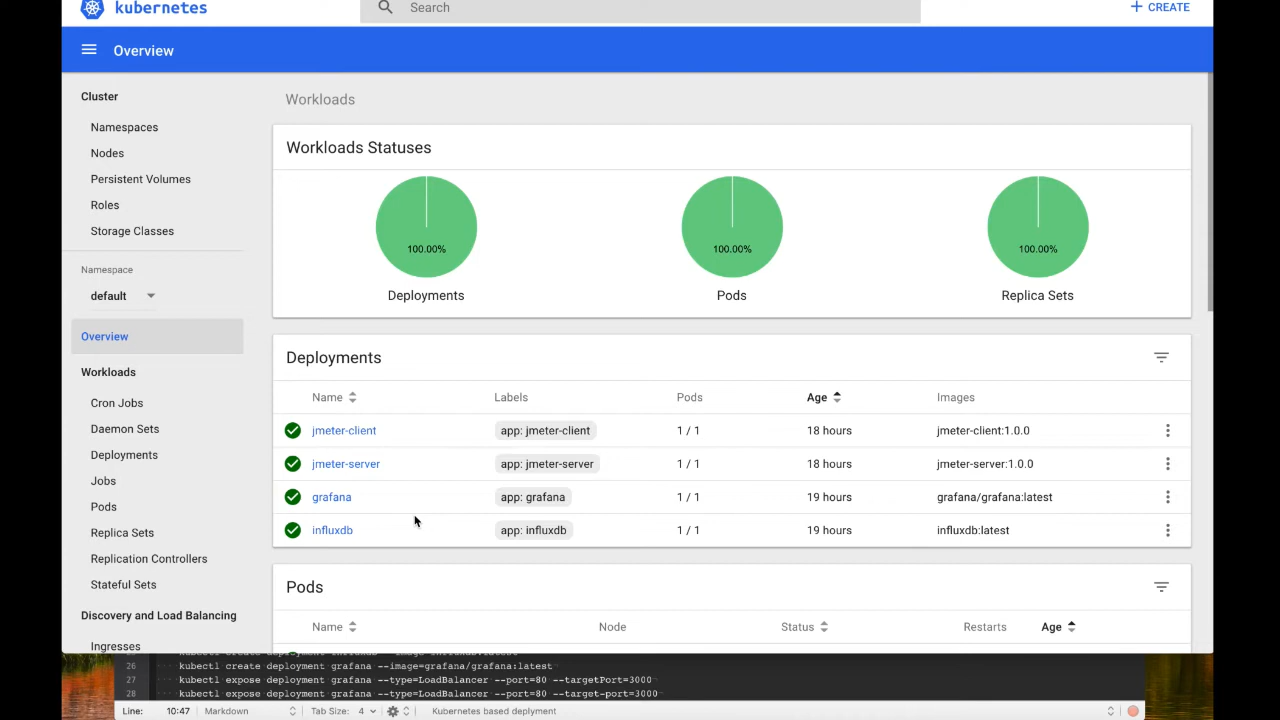 kubernetes
Search
+ CREATE
Overview
Cluster
Namespaces
Nodes
Persistent Volumes
Roles
Storage Classes
Namespace
default
Overview
Workloads
Cron Jobs
Daemon Sets
Deployments
Jobs
Pods
Replica Sets
Replication Controllers
Stateful Sets
Discovery and Load Balancing
Ingresses
Workloads
Workloads Statuses
100.00% 100.00% 100.00%
Deployments Pods Replica Sets
Deployments
Name Labels Pods Age Images
jmeter-client app: jmeter-client 1 / 1 18 hours jmeter-client:1.0.0
jmeter-server app: jmeter-server 1 / 1 18 hours jmeter-server:1.0.0
grafana app: grafana 1 / 1 19 hours grafana/grafana:latest
influxdb app: influxdb 1 / 1 19 hours influxdb:latest
Pods
Name Node Status Restarts Age
26 kubectl create deployment grafana --image=grafana/grafana:latest
27 kubectl expose deployment grafana --type=LoadBalancer --port=80 --targetPort=3000
28 kubectl expose deployment grafana --type=LoadBalancer --port=80 --target-port=3000
Line: 10:47 Markdown Tab Size: 4 Kubernetes based deplyment